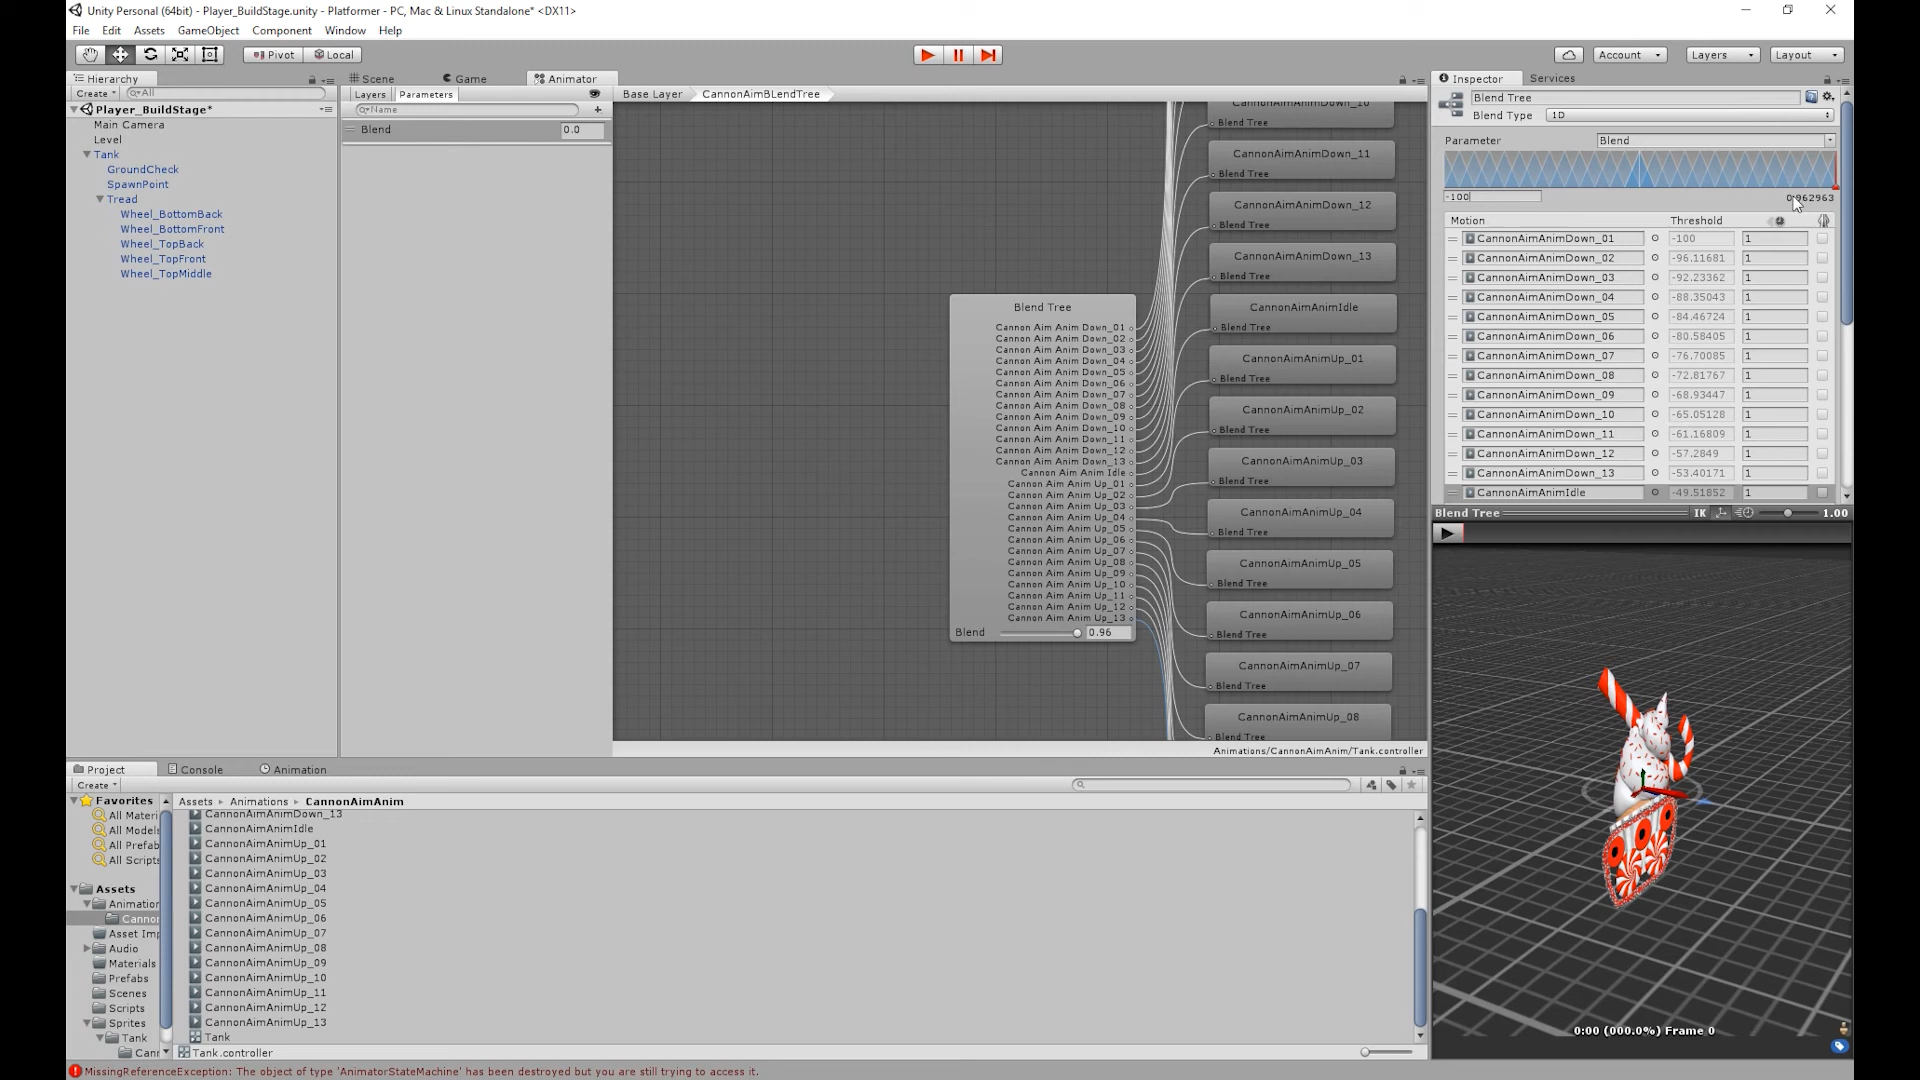 Unity Personal (64bit) - Player_BuildStage.unity - Platformer - PC, Mac & Linux Standalone* <DX11>
File Edit Assets GameObject Component Window Help
Pivot Local Account Layers Layout
Hierarchy
Create All
Player_BuildStage*
Main Camera
Level
Tank
GroundCheck
SpawnPoint
Tread
Wheel_BottomBack
Wheel_BottomFront
Wheel_TopBack
Wheel_TopFront
Wheel_TopMiddle
Scene Game Animator
Layers Parameters
Name
Blend 0.0
Base Layer CannonAimBLendTree
Blend Tree
Cannon Aim Anim Down_01
Cannon Aim Anim Down_02
Cannon Aim Anim Down_03
Cannon Aim Anim Down_04
Cannon Aim Anim Down_05
Cannon Aim Anim Down_06
Cannon Aim Anim Down_07
Cannon Aim Anim Down_08
Cannon Aim Anim Down_09
Cannon Aim Anim Down_10
Cannon Aim Anim Down_11
Cannon Aim Anim Down_12
Cannon Aim Anim Down_13
Cannon Aim Anim Idle
Cannon Aim Anim Up_01
Cannon Aim Anim Up_02
Cannon Aim Anim Up_03
Cannon Aim Anim Up_04
Cannon Aim Anim Up_05
Cannon Aim Anim Up_06
Cannon Aim Anim Up_07
Cannon Aim Anim Up_08
Cannon Aim Anim Up_09
Cannon Aim Anim Up_10
Cannon Aim Anim Up_11
Cannon Aim Anim Up_12
Cannon Aim Anim Up_13
Blend 0.96
CannonAimAnimDown_10
Blend Tree
CannonAimAnimDown_11
Blend Tree
CannonAimAnimDown_12
Blend Tree
CannonAimAnimDown_13
Blend Tree
CannonAimAnimIdle
Blend Tree
CannonAimAnimUp_01
Blend Tree
CannonAimAnimUp_02
Blend Tree
CannonAimAnimUp_03
Blend Tree
CannonAimAnimUp_04
Blend Tree
CannonAimAnimUp_05
Blend Tree
CannonAimAnimUp_06
Blend Tree
CannonAimAnimUp_07
Blend Tree
CannonAimAnimUp_08
Blend Tree
Animations/CannonAimAnim/Tank.controller
Inspector Services
Blend Tree
Blend Type 1D
Parameter Blend
-100 0.962963
Motion Threshold
CannonAimAnimDown_01 -100 1
CannonAimAnimDown_02 -96.11681 1
CannonAimAnimDown_03 -92.23362 1
CannonAimAnimDown_04 -88.35043 1
CannonAimAnimDown_05 -84.46724 1
CannonAimAnimDown_06 -80.58405 1
CannonAimAnimDown_07 -76.70085 1
CannonAimAnimDown_08 -72.81767 1
CannonAimAnimDown_09 -68.93447 1
CannonAimAnimDown_10 -65.05128 1
CannonAimAnimDown_11 -61.16809 1
CannonAimAnimDown_12 -57.2849 1
CannonAimAnimDown_13 -53.40171 1
CannonAimAnimIdle -49.51852 1
Blend Tree IK 1.00
0:00 (000.0%) Frame 0
Project Console Animation
Create
Favorites
All Materi
All Models
All Prefab
All Scripts
Assets
Animation
Cannon
Asset Imp
Audio
Materials
Prefabs
Scenes
Scripts
Sprites
Tank
Cann
Assets Animations CannonAimAnim
CannonAimAnimDown_13
CannonAimAnimIdle
CannonAimAnimUp_01
CannonAimAnimUp_02
CannonAimAnimUp_03
CannonAimAnimUp_04
CannonAimAnimUp_05
CannonAimAnimUp_06
CannonAimAnimUp_07
CannonAimAnimUp_08
CannonAimAnimUp_09
CannonAimAnimUp_10
CannonAimAnimUp_11
CannonAimAnimUp_12
CannonAimAnimUp_13
Tank
Tank.controller
MissingReferenceException: The object of type 'AnimatorStateMachine' has been destroyed but you are still trying to access it.